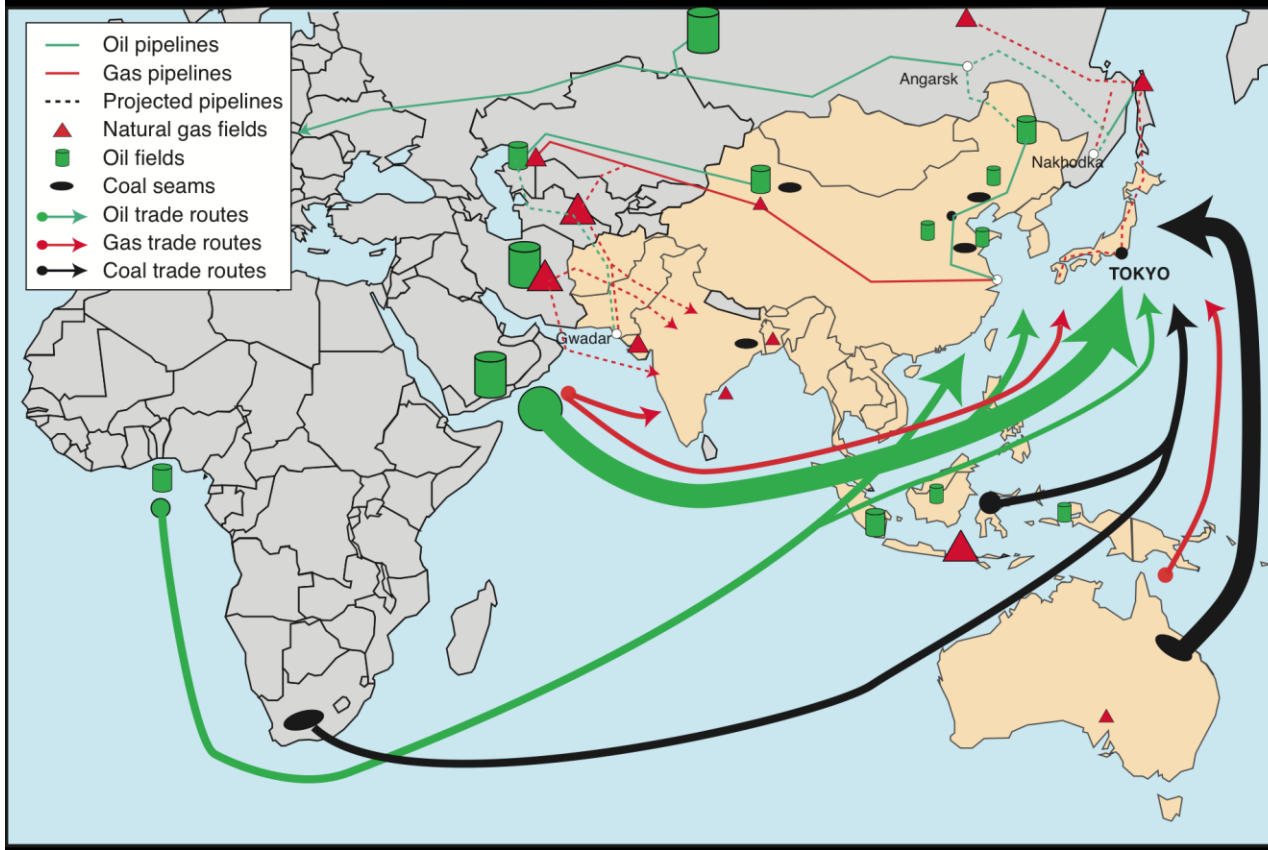 Oil pipelines
Gas pipelines
Projected pipelines
Natural gas fields
Oil fields
Coal seams
Oil trade routes
Gas trade routes
Coal trade routes
Angarsk
Nakhodka
TOKYO
Gwadar